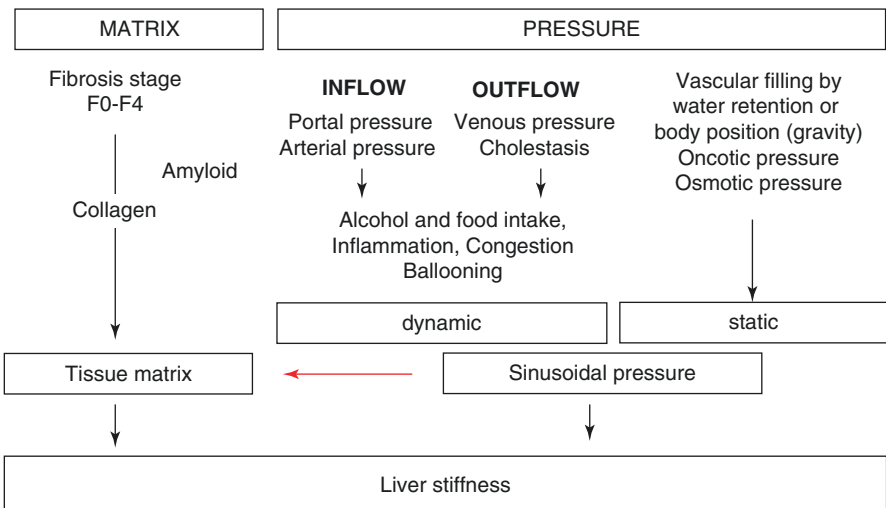 MATRIX
PRESSURE
Fibrosis stage
F0-F4
Amyloid
Collagen
INFLOW
Portal pressure
Arterial pressure
OUTFLOW
Venous pressure
Cholestasis
Alcohol and food intake,
Inflammation, Congestion
Ballooning
Vascular filling by
water retention or
body position (gravity)
Oncotic pressure
Osmotic pressure
dynamic
static
Tissue matrix
Sinusoidal pressure
Liver stiffness